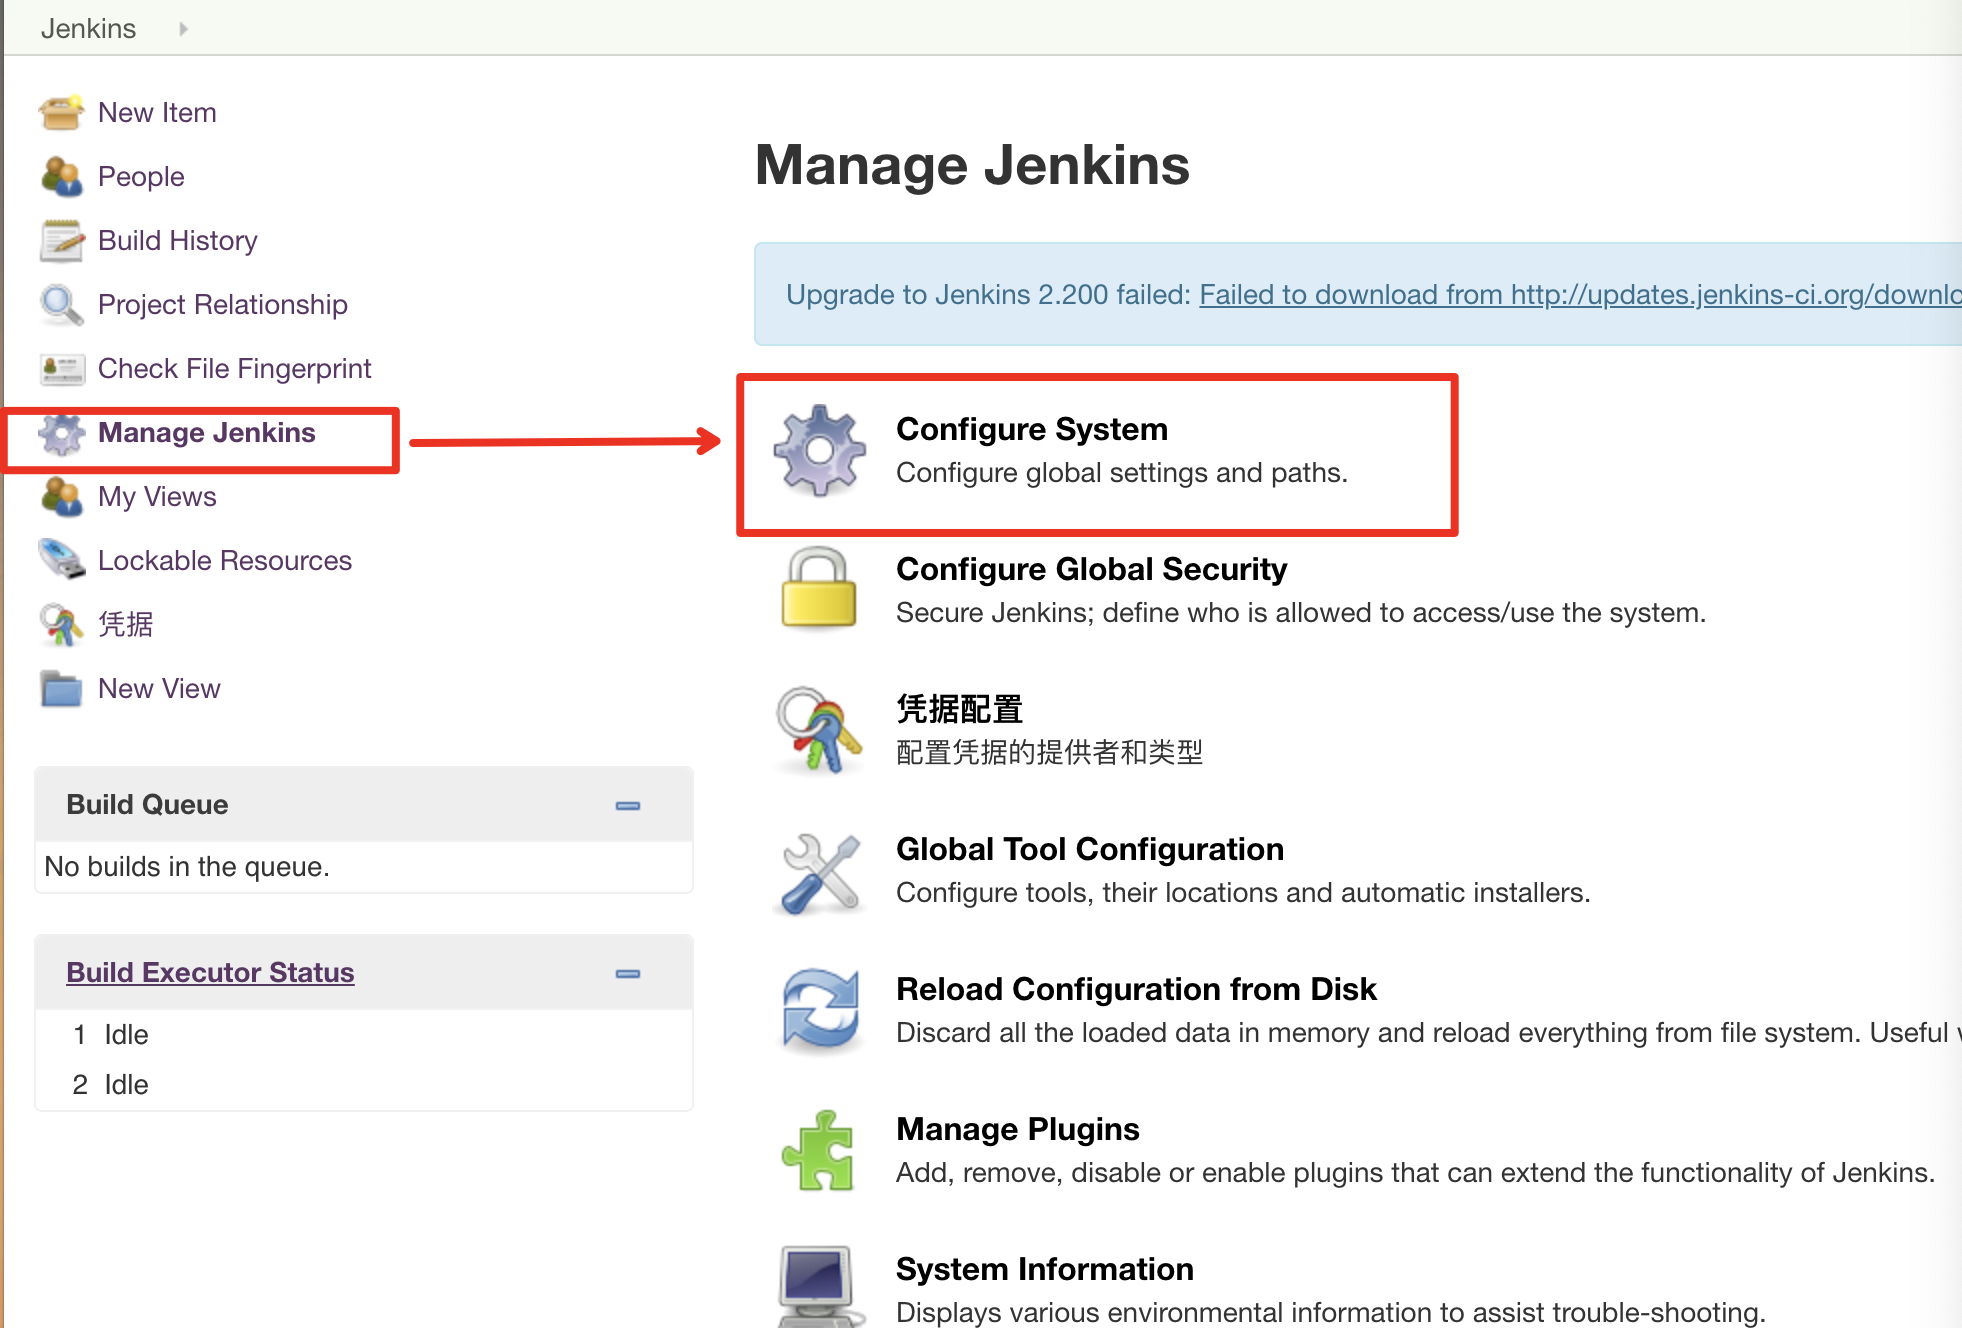 Jenkins
New Item
People
Build History
Project Relationship
Check File Fingerprint
Manage Jenkins
My Views
Lockable Resources
凭据
New View
Build Queue
No builds in the queue.
Build Executor Status
1 Idle
2 Idle
Manage Jenkins
Upgrade to Jenkins 2.200 failed: Failed to download from http://updates.jenkins-ci.org/downlo
Configure System
Configure global settings and paths.
Configure Global Security
Secure Jenkins; define who is allowed to access/use the system.
凭据配置
配置凭据的提供者和类型
Global Tool Configuration
Configure tools, their locations and automatic installers.
Reload Configuration from Disk
Discard all the loaded data in memory and reload everything from file system. Useful
Manage Plugins
Add, remove, disable or enable plugins that can extend the functionality of Jenkins.
System Information
Displays various environmental information to assist trouble-shooting.